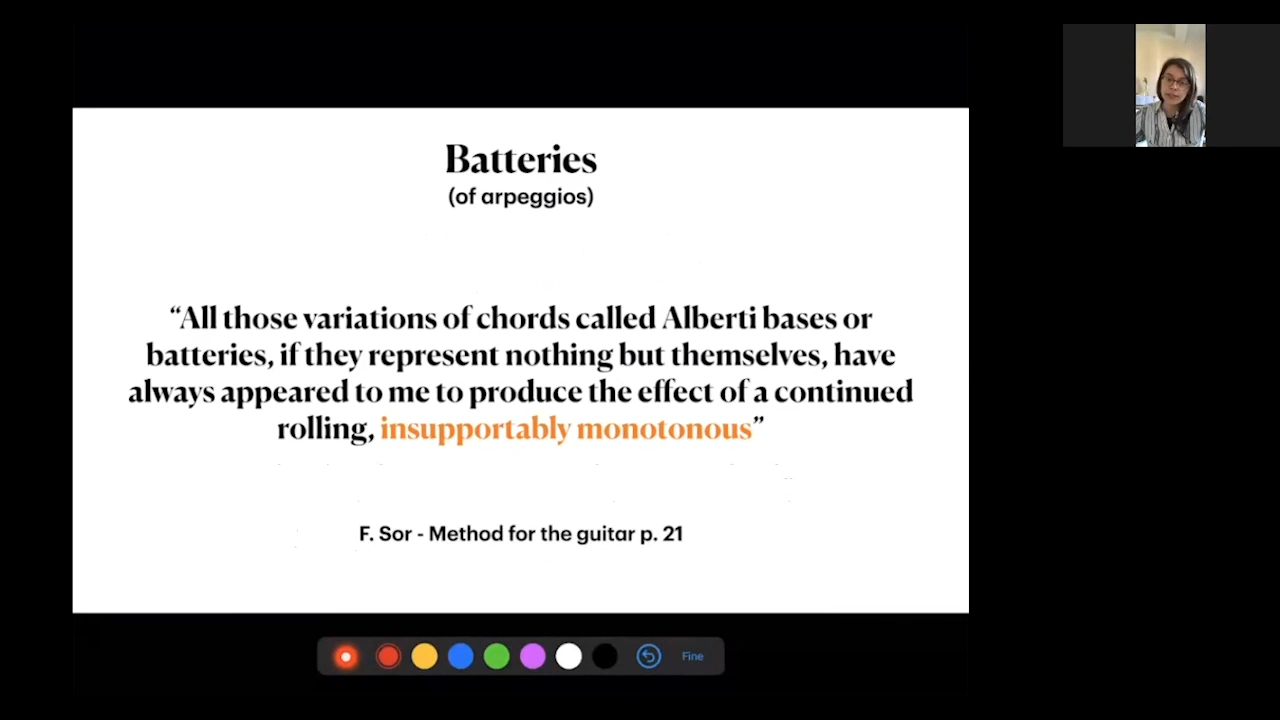 Batteries
(of arpeggios)
“All those variations of chords called Alberti bases or
batteries, if they represent nothing but themselves, have
always appeared to me to produce the effect of a continued
rolling, insupportably monotonous”
F. Sor - Method for the guitar p. 21
Fine